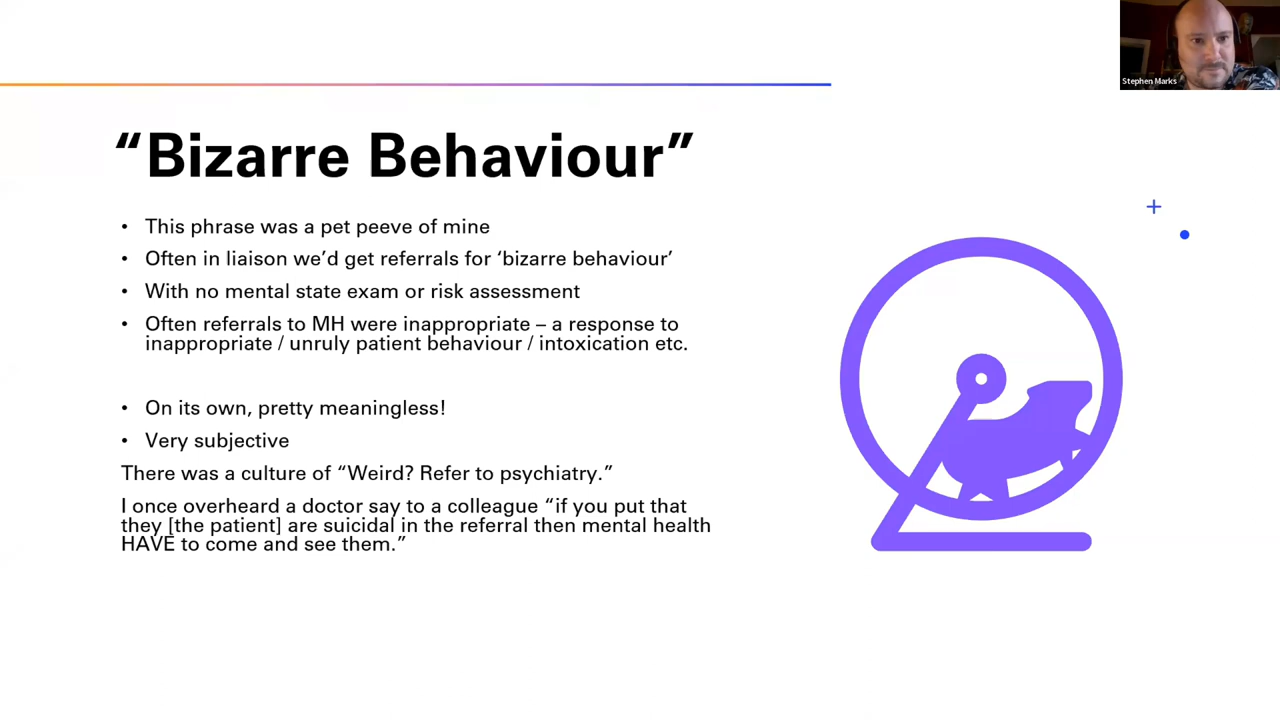 Stephen Marks
“Bizarre Behaviour”
• This phrase was a pet peeve of mine
• Often in liaison we’d get referrals for ‘bizarre behaviour’
• With no mental state exam or risk assessment
• Often referrals to MH were inappropriate – a response to
inappropriate / unruly patient behaviour / intoxication etc.
• On its own, pretty meaningless!
• Very subjective
There was a culture of “Weird? Refer to psychiatry.”
I once overheard a doctor say to a colleague “if you put that
they [the patient] are suicidal in the referral then mental health
HAVE to come and see them.”